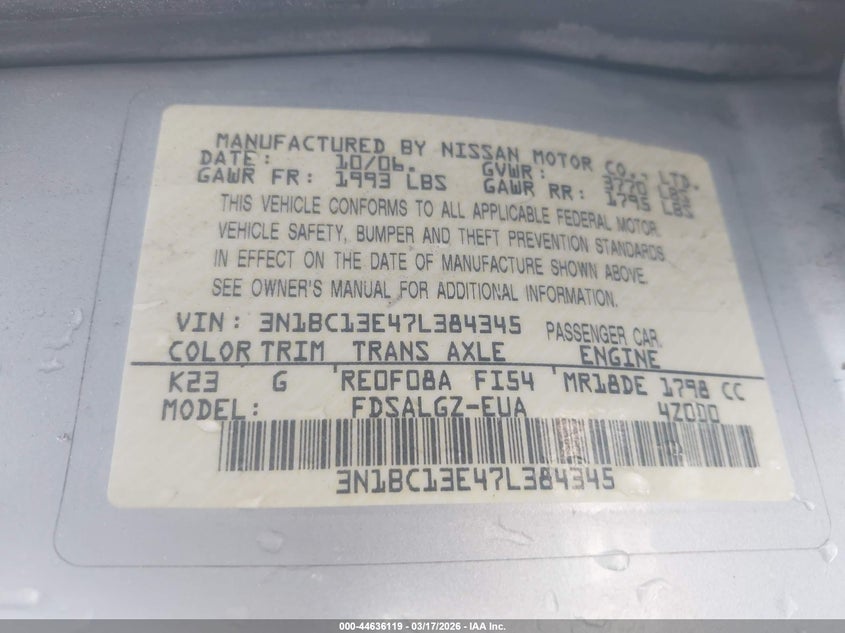 MANUFACTURED BY NISSAN MOTOR CO., LTD.
DATE: 10/06. GVWR: 3770 LBS
GAWR FR: 1993 LBS GAWR RR: 1795 LBS
THIS VEHICLE CONFORMS TO ALL APPLICABLE FEDERAL MOTOR
VEHICLE SAFETY, BUMPER AND THEFT PREVENTION STANDARDS
IN EFFECT ON THE DATE OF MANUFACTURE SHOWN ABOVE.
SEE OWNER'S MANUAL FOR ADDITIONAL INFORMATION.
VIN: 3N1BC13E47L384345 PASSENGER CAR
COLOR TRIM TRANS AXLE ENGINE
K23 G RE0F08A FI54 MR18DE 1798 CC
MODEL: FDSALGZ-EUA 4Z000
3N1BC13E47L384345
000-44636119 — 03/17/2026 — IAA Inc.